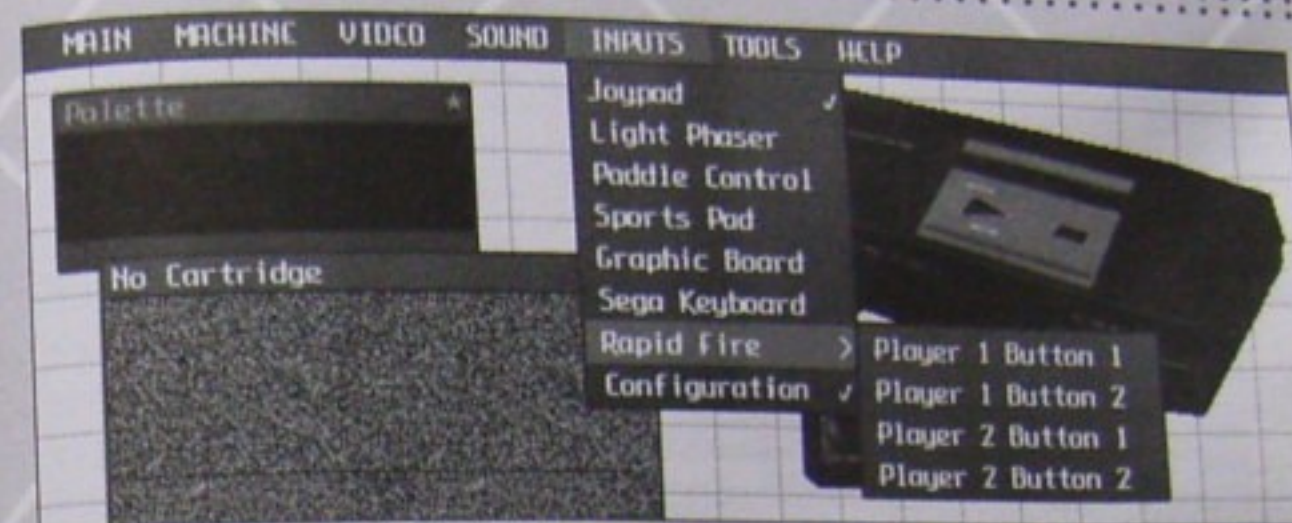 MAIN MACHINE VIDEO SOUND INPUTS TOOLS HELP
Palette
No Cartridge
Joypad
Light Phaser
Paddle Control
Sports Pad
Graphic Board
Sega Keyboard
Rapid Fire >
Configuration
Player 1 Button 1
Player 1 Button 2
Player 2 Button 1
Player 2 Button 2